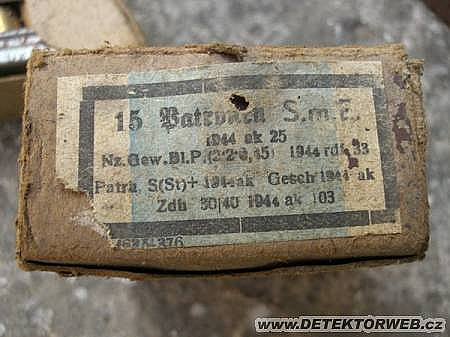 15 Patronen S.m.E.
1944 ak 25
Nz.Gew.Bl.P.(2·2·0,45) 1944 rdf 33
Patrh. S(St)+ 1944 ak Gesch 1944 ak
Zdh 30/40 1944 ak 103
WWW.DETEKTORWEB.CZ